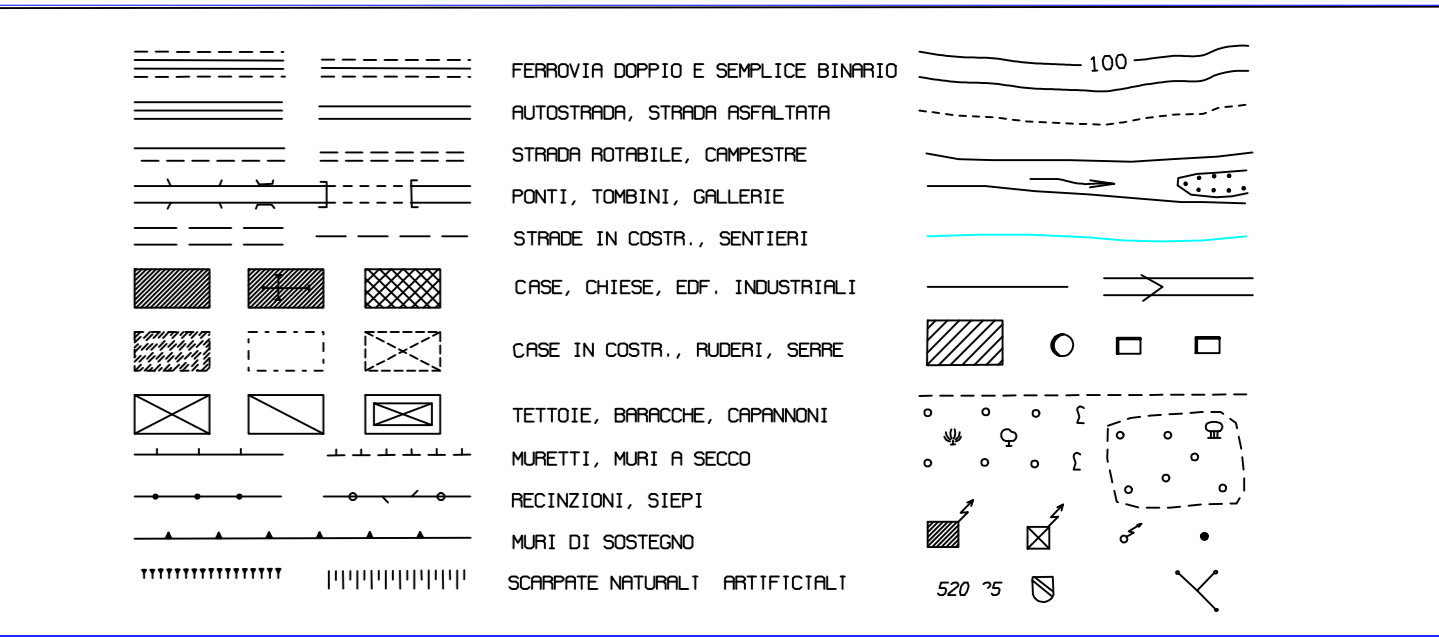 FERROVIA DOPPIO E SEMPLICE BINARIO
100
AUTOSTRADA, STRADA ASFALTATA
STRADA ROTABILE, CAMPESTRE
PONTI, TOMBINI, GALLERIE
STRADE IN COSTR., SENTIERI
CASE, CHIESE, EDF. INDUSTRIALI
CASE IN COSTR., RUDERI, SERRE
TETTOIE, BARACCHE, CAPANNONI
MURETTI, MURI A SECCO
RECINZIONI, SIEPI
MURI DI SOSTEGNO
SCARPATE NATURALI ARTIFICIALI
520